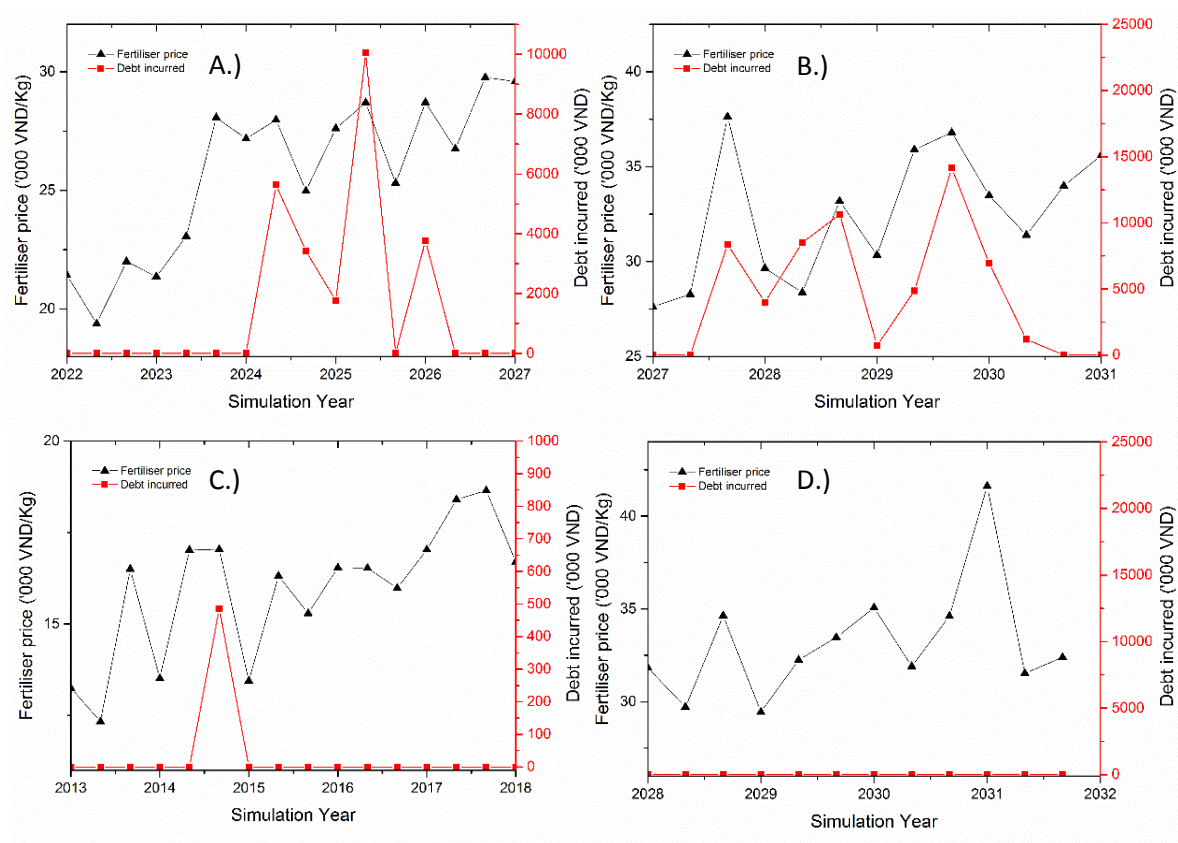 A.)
Fertiliser price
Debt incurred
Fertiliser price ('000 VND/Kg)
30
25
20
Debt incurred ('000 VND)
10000
8000
6000
4000
2000
0
2022 2023 2024 2025 2026 2027
Simulation Year
B.)
Fertiliser price
Debt incurred
Fertiliser price ('000 VND/Kg)
40
35
30
25
Debt incurred ('000 VND)
25000
20000
15000
10000
5000
0
2027 2028 2029 2030 2031
Simulation Year
C.)
Fertiliser price
Debt incurred
Fertiliser price ('000 VND/Kg)
20
15
Debt incurred ('000 VND)
1000
900
800
700
600
500
400
300
200
100
0
2013 2014 2015 2016 2017 2018
Simulation Year
D.)
Fertiliser price
Debt incurred
Fertiliser price ('000 VND/Kg)
40
35
30
Debt incurred ('000 VND)
25000
20000
15000
10000
5000
0
2028 2029 2030 2031 2032
Simulation Year